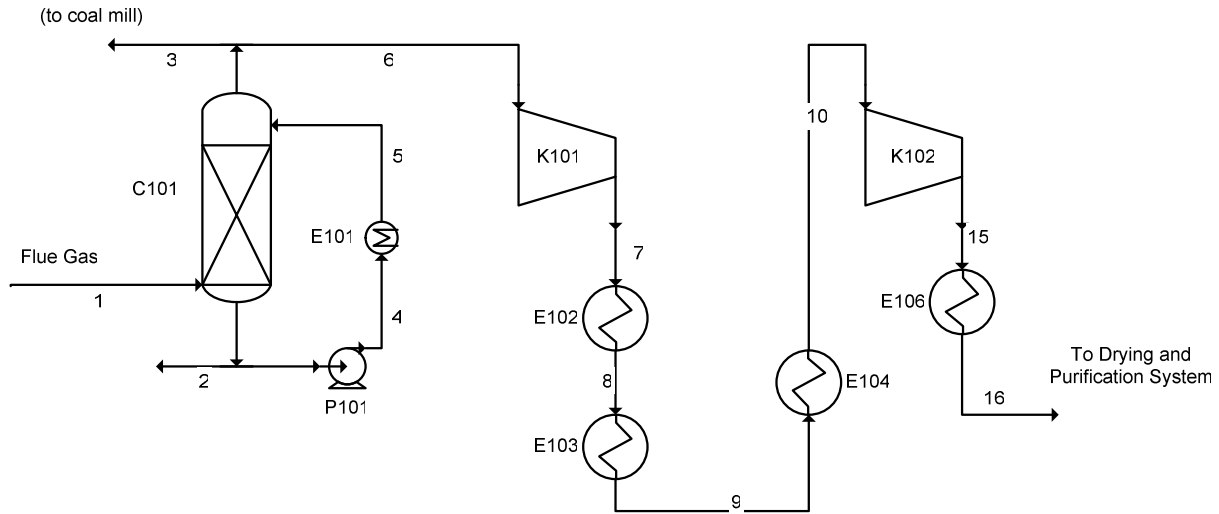 (to coal mill)
3
6
10
K101
K102
5
C101
E101
15
7
Flue Gas
E106
1
E102
4
To Drying and
Purification System
2
8
E104
P101
16
E103
9